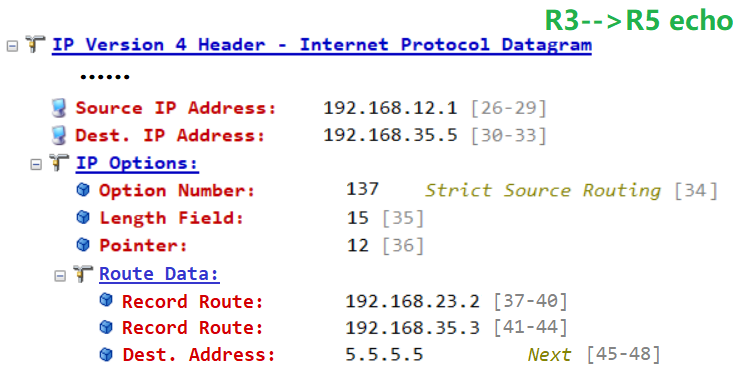 R3-->R5 echo
IP Version 4 Header - Internet Protocol Datagram
......
Source IP Address: 192.168.12.1 [26-29]
Dest. IP Address: 192.168.35.5 [30-33]
IP Options:
Option Number: 137 Strict Source Routing [34]
Length Field: 15 [35]
Pointer: 12 [36]
Route Data:
Record Route: 192.168.23.2 [37-40]
Record Route: 192.168.35.3 [41-44]
Dest. Address: 5.5.5.5 Next [45-48]